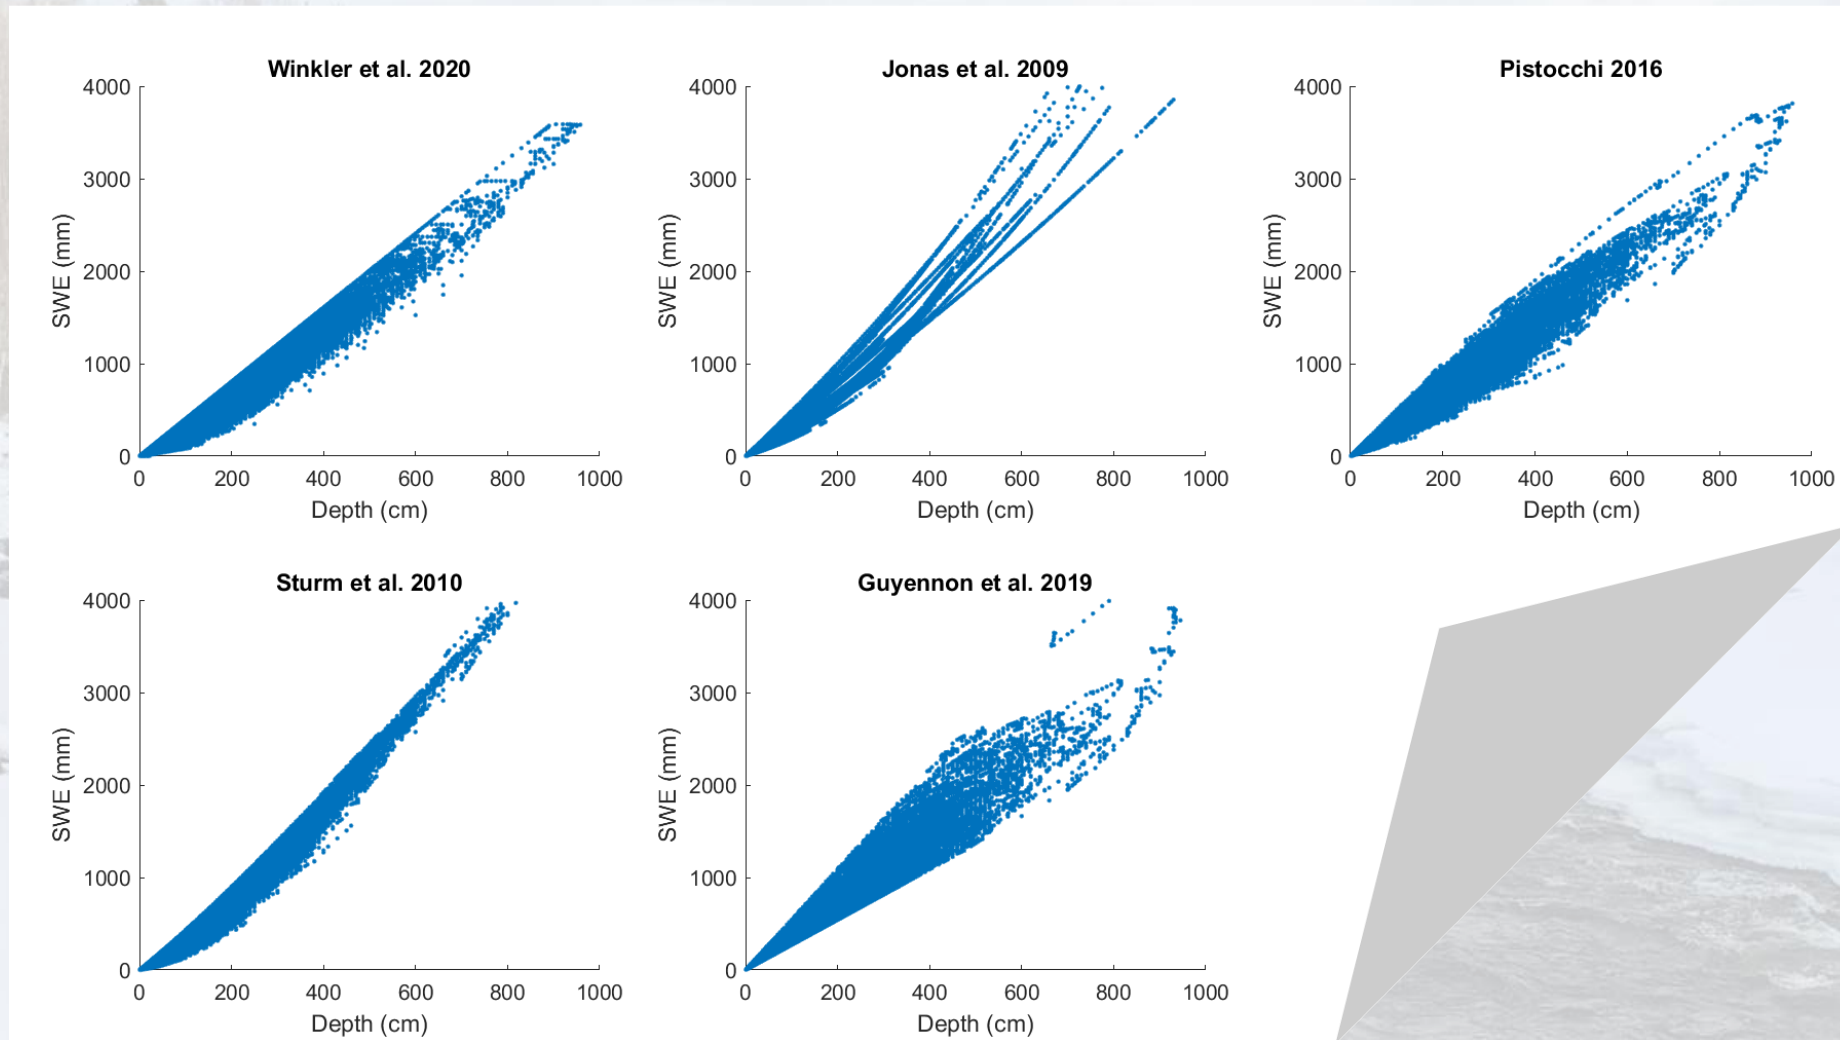 Winkler et al. 2020
4000
3000
2000
1000
0
SWE (mm)
0 200 400 600 800 1000
Depth (cm)
Jonas et al. 2009
4000
3000
2000
1000
0
SWE (mm)
0 200 400 600 800 1000
Depth (cm)
Pistocchi 2016
4000
3000
2000
1000
0
SWE (mm)
0 200 400 600 800 1000
Depth (cm)
Sturm et al. 2010
4000
3000
2000
1000
0
SWE (mm)
0 200 400 600 800 1000
Depth (cm)
Guyennon et al. 2019
4000
3000
2000
1000
0
SWE (mm)
0 200 400 600 800 1000
Depth (cm)